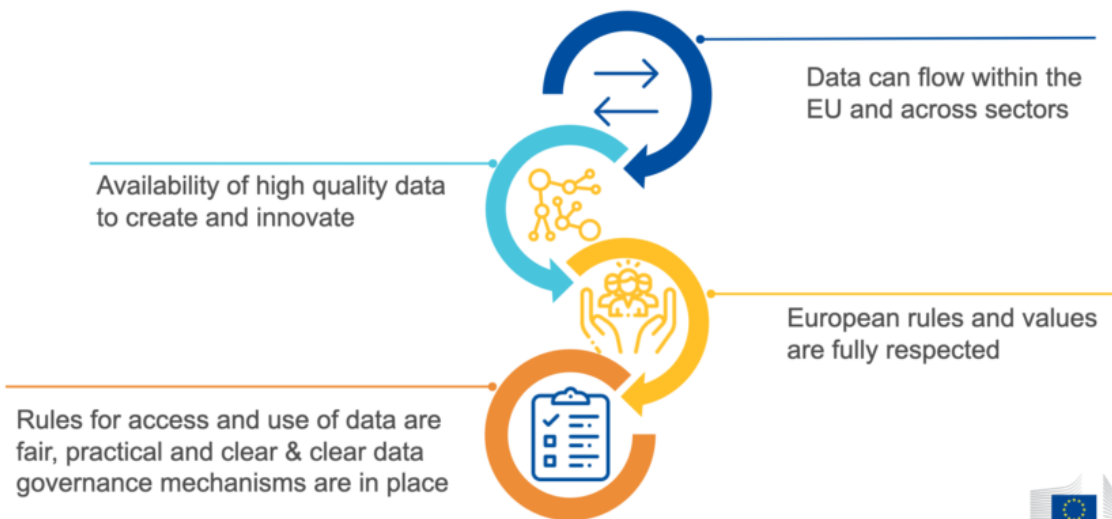 Data can flow within the
EU and across sectors
Availability of high quality data
to create and innovate
European rules and values
are fully respected
Rules for access and use of data are
fair, practical and clear & clear data
governance mechanisms are in place